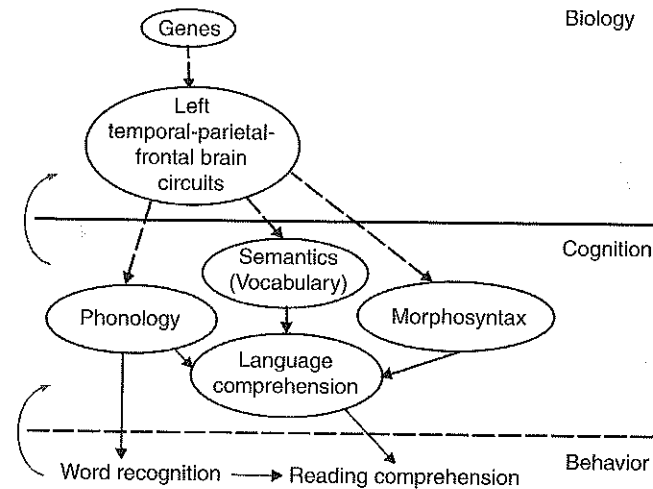 Biology
Genes
Left
temporal-parietal-
frontal brain
circuits
Cognition
Semantics
(Vocabulary)
Phonology
Morphosyntax
Language
comprehension
Behavior
Word recognition
Reading comprehension